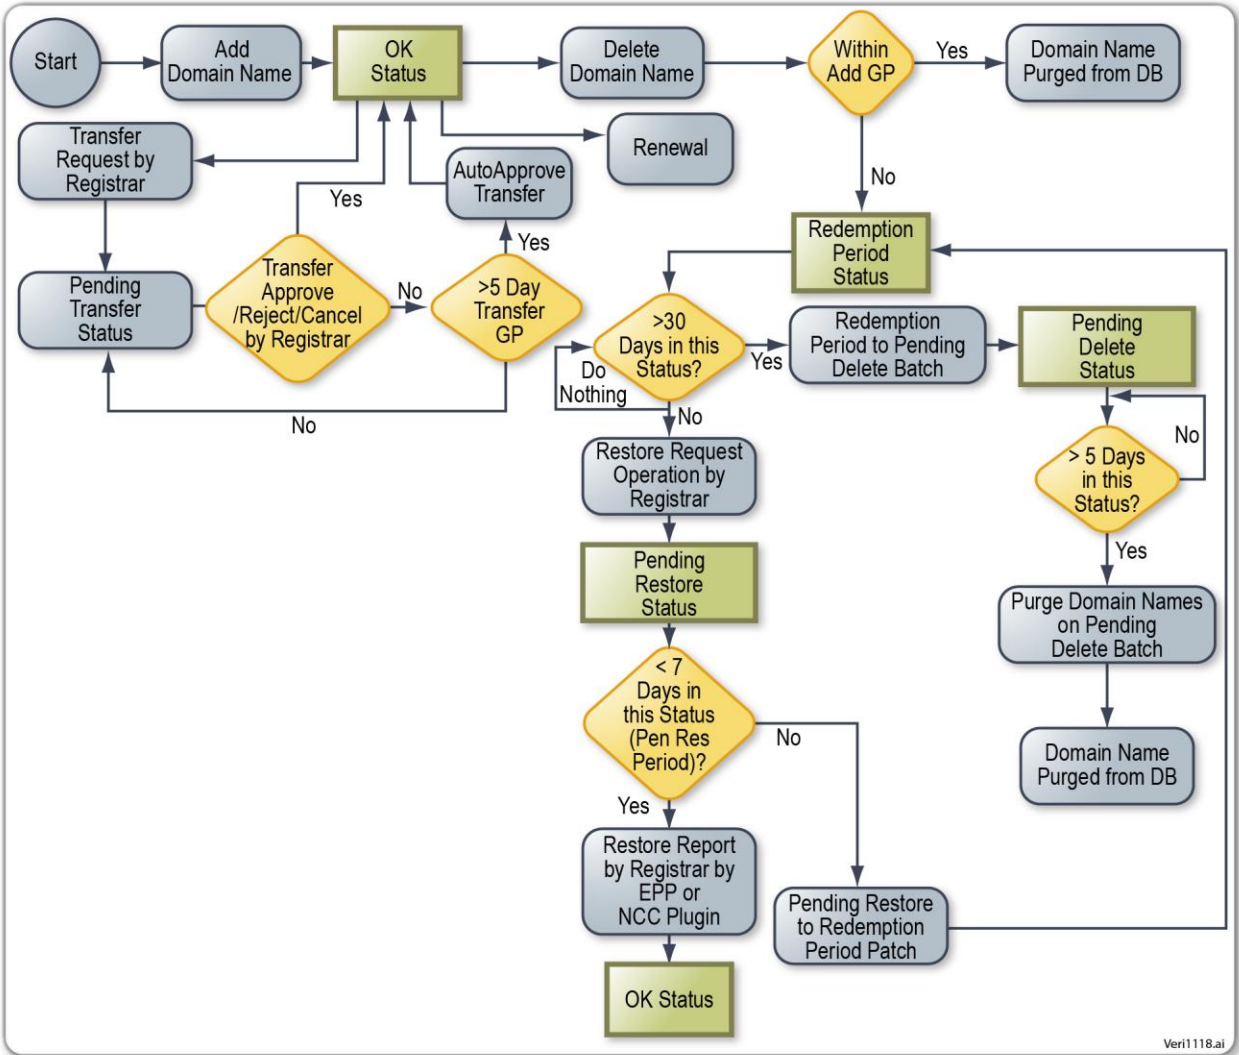 Start
Add
Domain Name
OK
Status
Delete
Domain Name
Within
Add GP
Yes
Domain Name
Purged from DB
Transfer
Request by
Registrar
Renewal
AutoApprove
Transfer
Yes
No
Yes
Redemption
Period
Status
Pending
Transfer
Status
Transfer
Approve
/Reject/Cancel
by Registrar
No
>5 Day
Transfer
GP
No
>30
Days in this
Status?
Do
Nothing
Yes
No
Redemption
Period to Pending
Delete Batch
Pending
Delete
Status
No
> 5 Days
in this
Status?
Yes
Restore Request
Operation by
Registrar
Pending
Restore
Status
Purge Domain Names
on Pending
Delete Batch
< 7
Days in
this Status
(Pen Res
Period)?
No
Yes
Domain Name
Purged from DB
Restore Report
by Registrar by
EPP or
NCC Plugin
Pending Restore
to Redemption
Period Patch
OK Status
Veri1118.ai